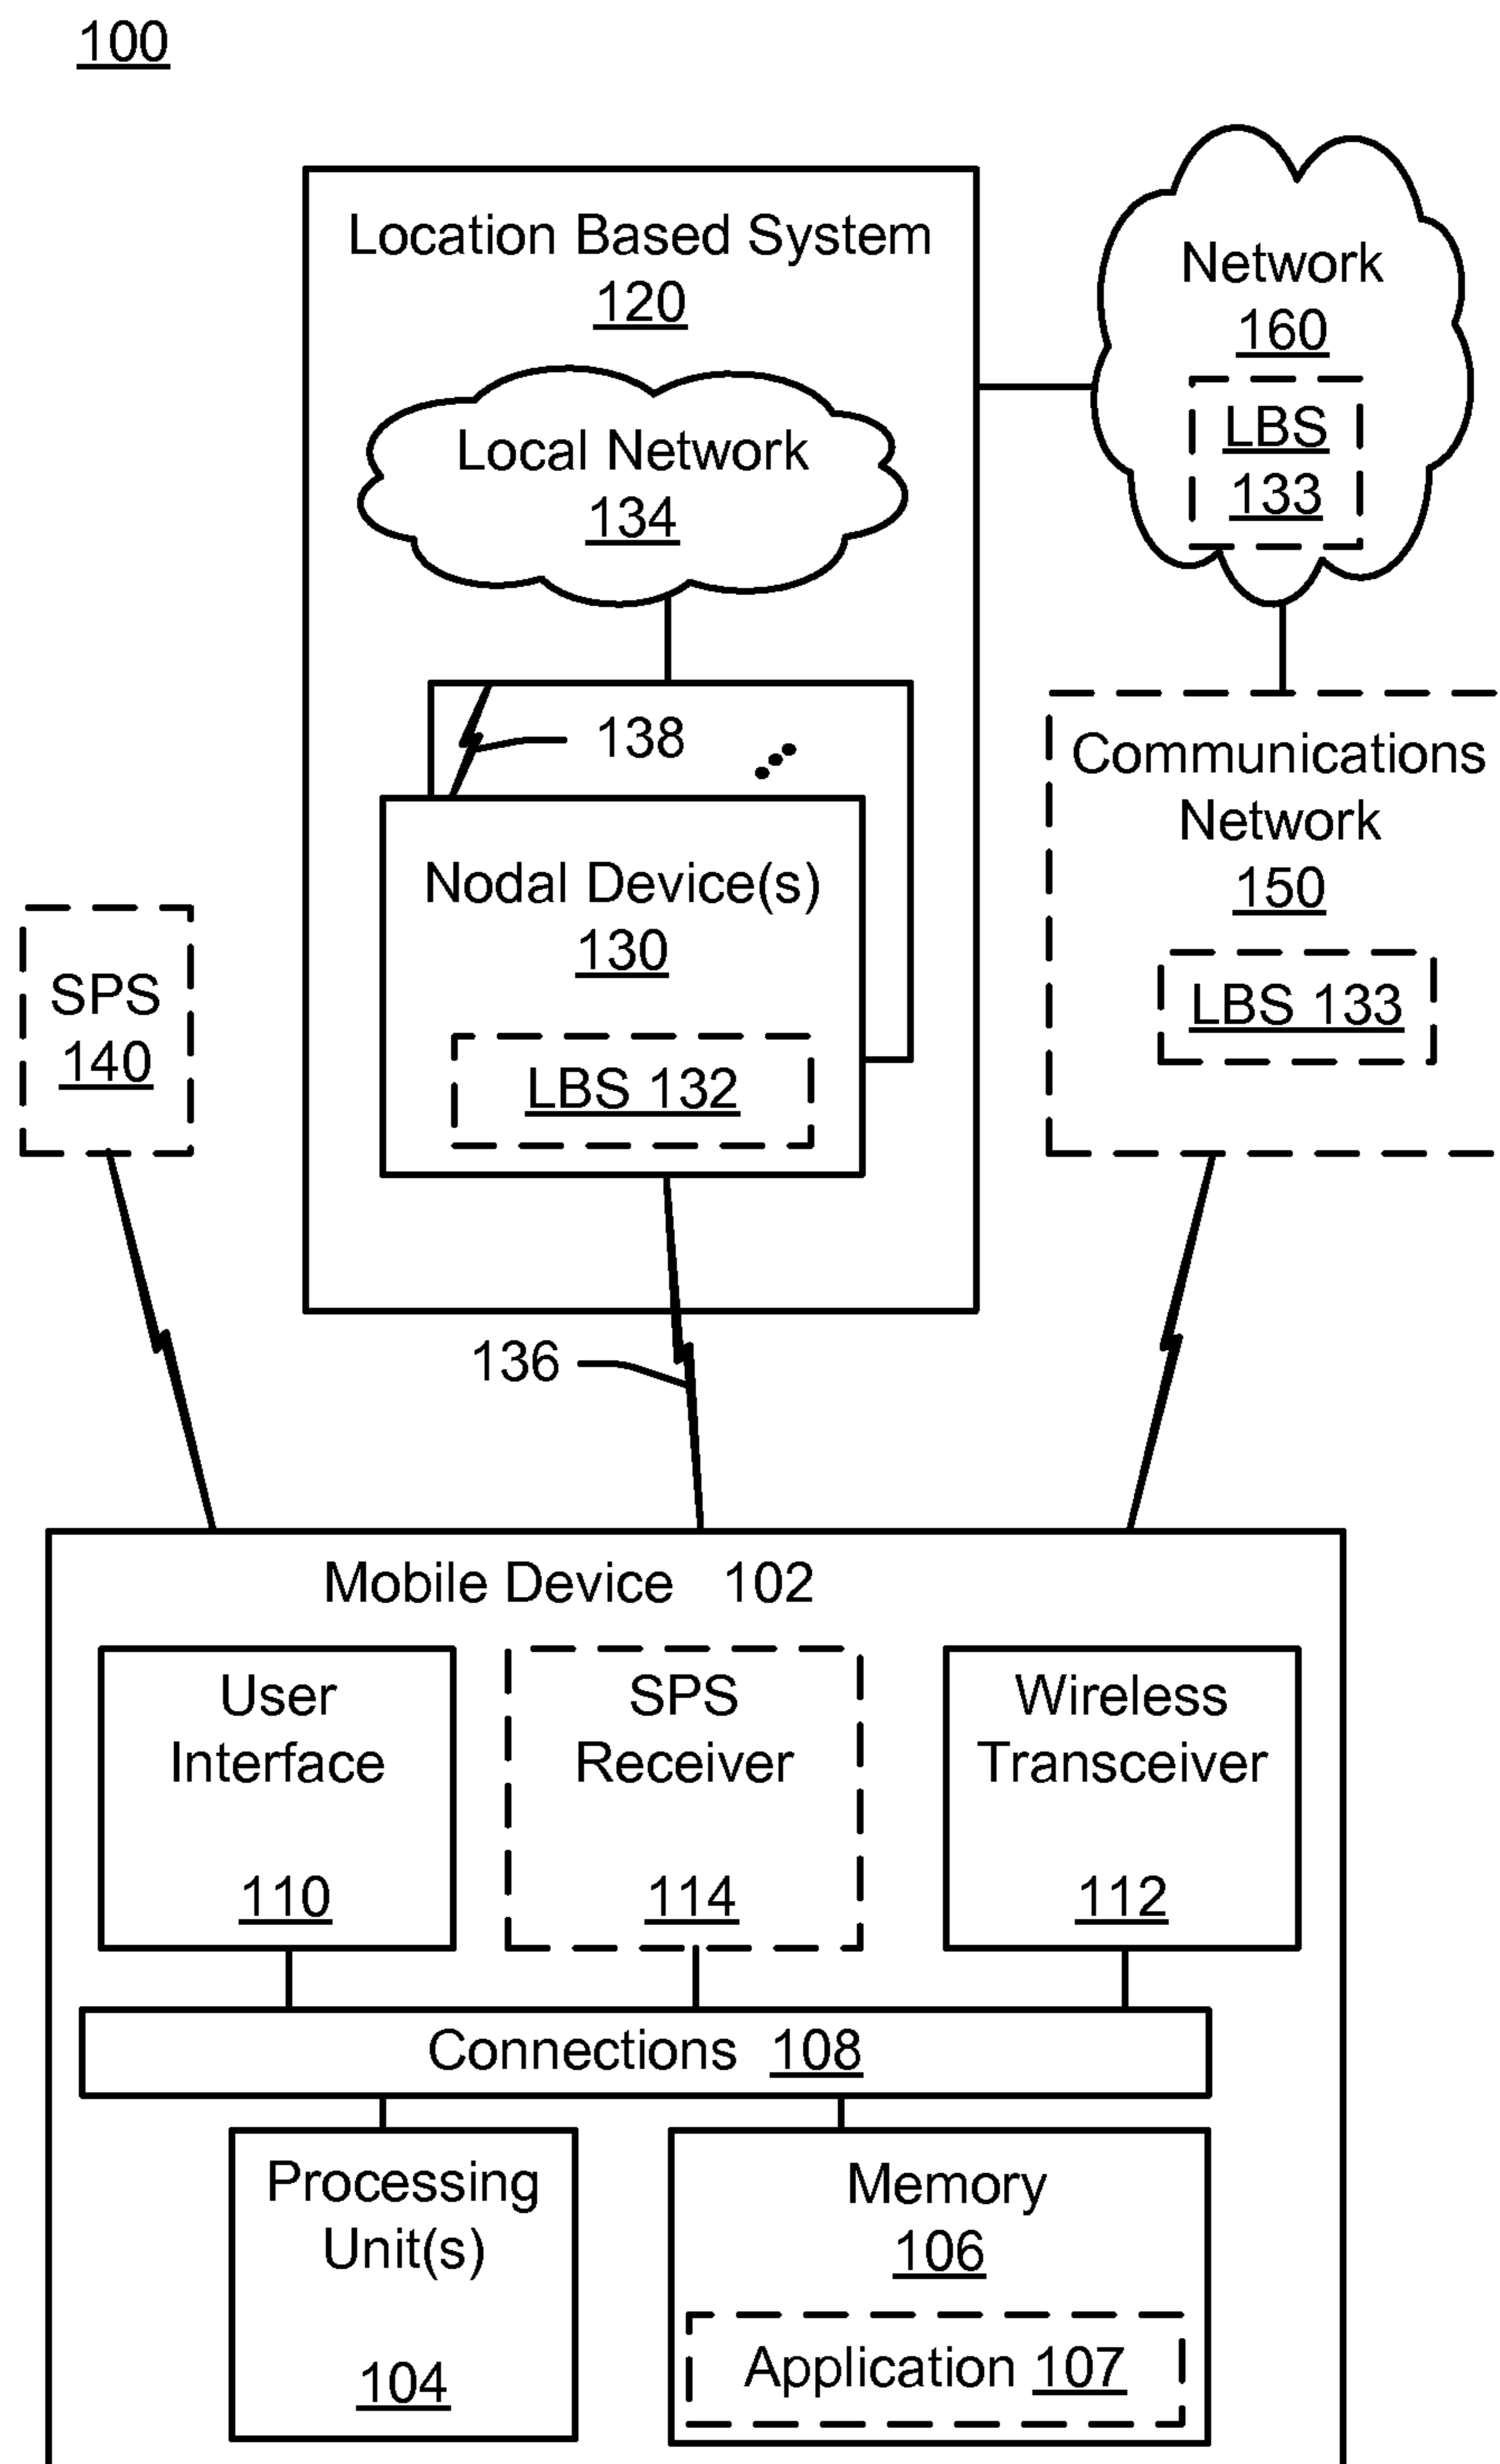 100
Location Based System
120
Network
160
LBS
133
Local Network
134
138
Communications
Network
150
LBS 133
Nodal Device(s)
130
LBS 132
SPS
140
136
Mobile Device 102
User
Interface
110
SPS
Receiver
114
Wireless
Transceiver
112
Connections 108
Processing
Unit(s)
104
Memory
106
Application 107